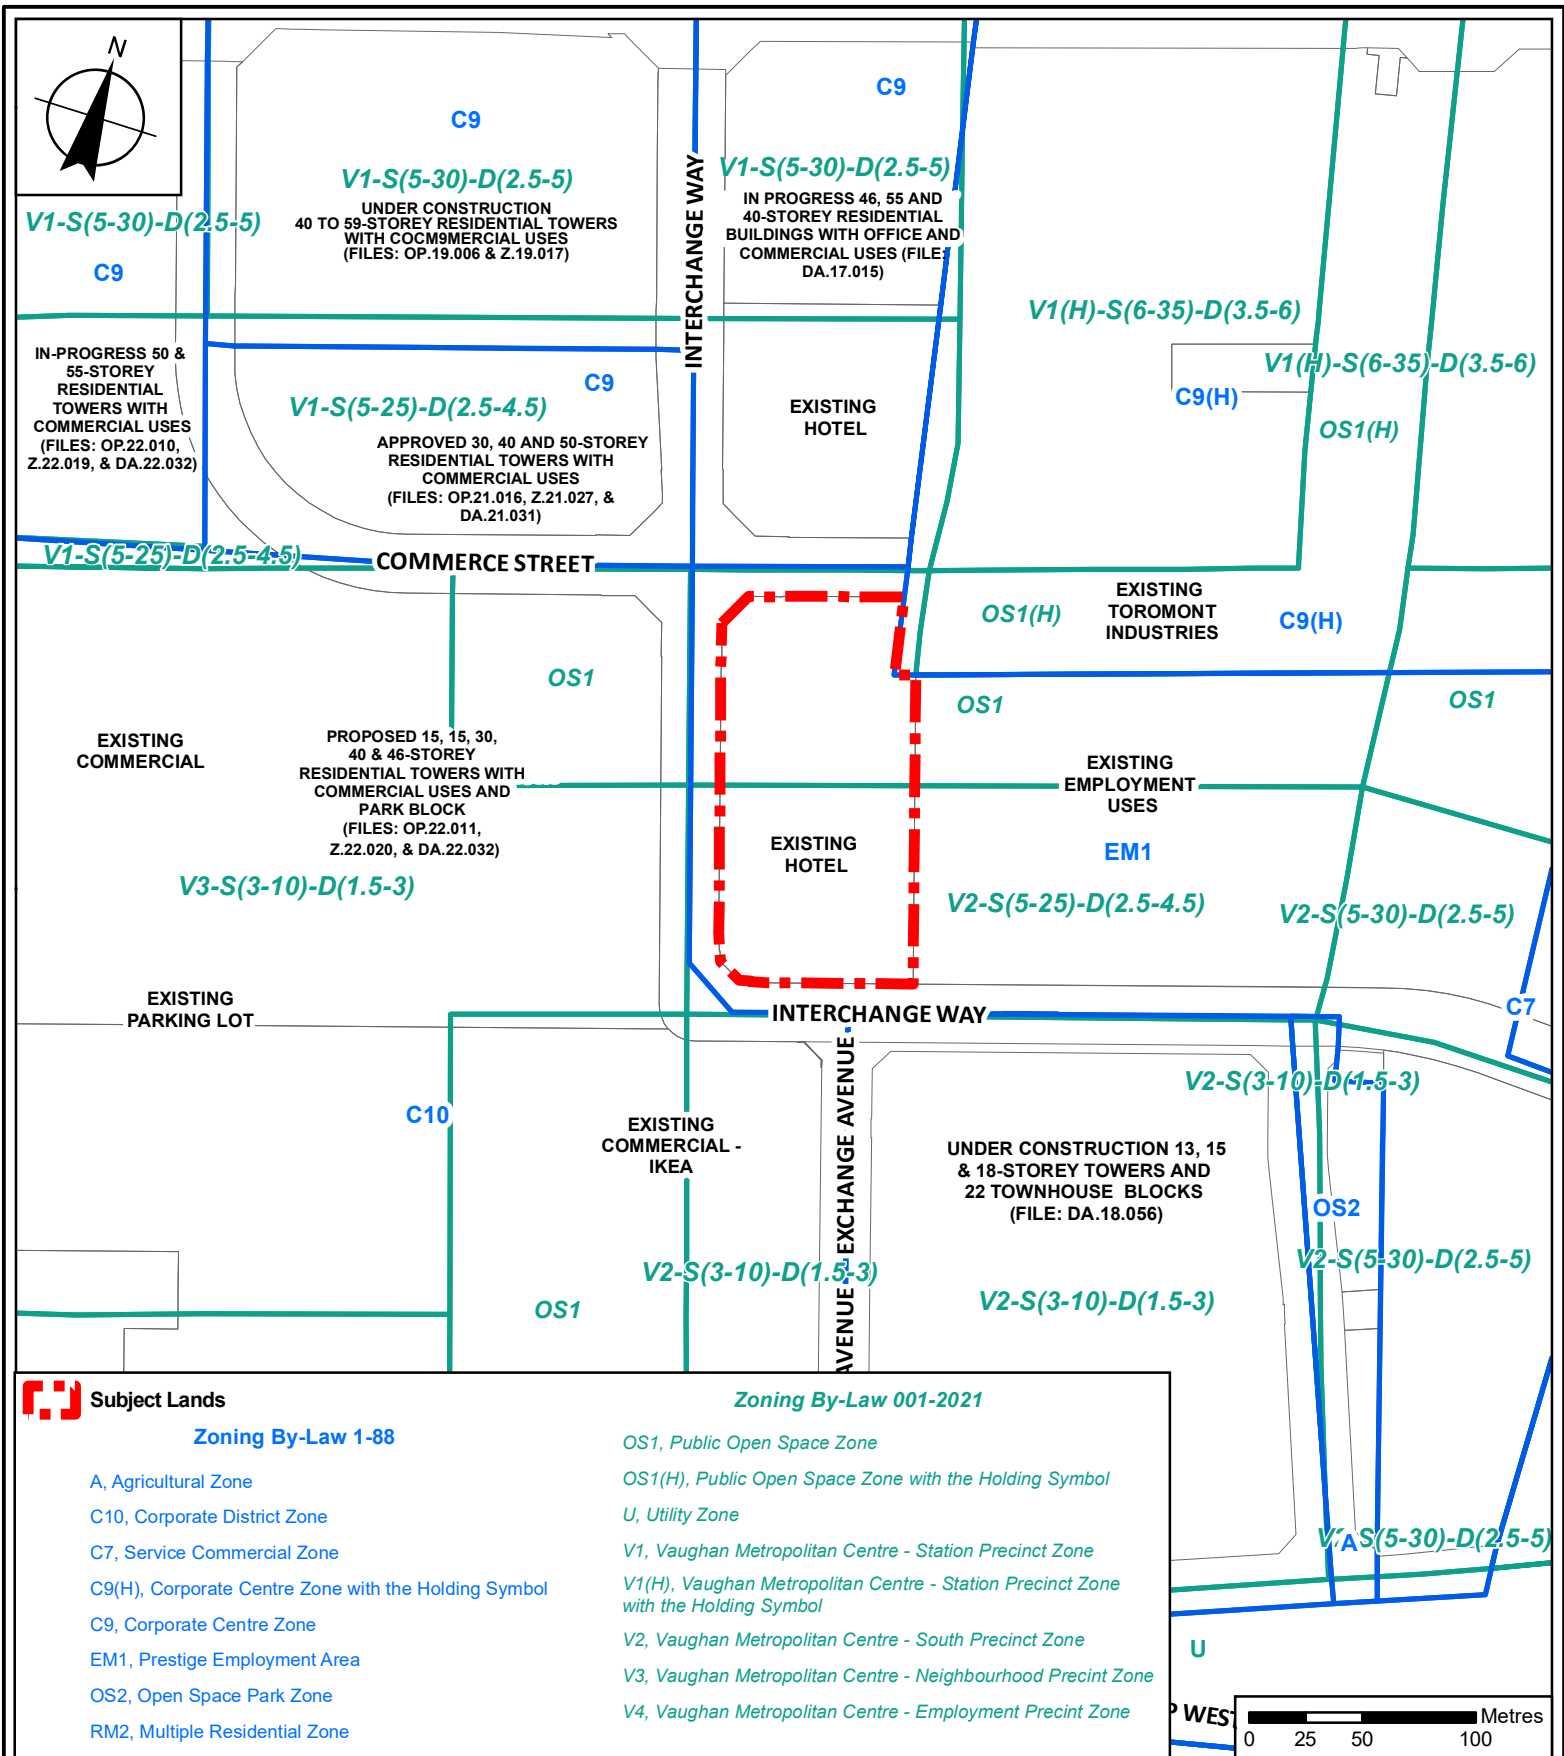 N
C9
C9
V1-S(5-30)-D(2.5-5)
V1-S(5-30)-D(2.5-5)
V1-S(5-30)-D(2.5-5)
C9
UNDER CONSTRUCTION
40 TO 59-STOREY RESIDENTIAL TOWERS
WITH COCM9MERCIAL USES
(FILES: OP.19.006 & Z.19.017)
INTERCHANGE WAY
IN PROGRESS 46, 55 AND
40-STOREY RESIDENTIAL
BUILDINGS WITH OFFICE AND
COMMERCIAL USES (FILE:
DA.17.015)
V1(H)-S(6-35)-D(3.5-6)
V1(H)-S(6-35)-D(3.5-6)
C9(H)
OS1(H)
IN-PROGRESS 50 &
55-STOREY
RESIDENTIAL
TOWERS WITH
COMMERCIAL USES
(FILES: OP.22.010,
Z.22.019, & DA.22.032)
C9
V1-S(5-25)-D(2.5-4.5)
APPROVED 30, 40 AND 50-STOREY
RESIDENTIAL TOWERS WITH
COMMERCIAL USES
(FILES: OP.21.016, Z.21.027, &
DA.21.031)
EXISTING
HOTEL
V1-S(5-25)-D(2.5-4.5)
COMMERCE STREET
OS1(H)
EXISTING
TOROMONT
INDUSTRIES
C9(H)
OS1
OS1
OS1
EXISTING
COMMERCIAL
PROPOSED 15, 15, 30,
40 & 46-STOREY
RESIDENTIAL TOWERS WITH
COMMERCIAL USES AND
PARK BLOCK
(FILES: OP.22.011,
Z.22.020, & DA.22.032)
EXISTING
EMPLOYMENT
USES
EXISTING
HOTEL
EM1
V3-S(3-10)-D(1.5-3)
V2-S(5-25)-D(2.5-4.5)
V2-S(5-30)-D(2.5-5)
EXISTING
PARKING LOT
INTERCHANGE WAY
C7
V2-S(3-10)-D(1.5-3)
C10
EXISTING
COMMERCIAL -
IKEA
AVENUE EXCHANGE AVENUE
UNDER CONSTRUCTION 13, 15
& 18-STOREY TOWERS AND
22 TOWNHOUSE BLOCKS
(FILE: DA.18.056)
OS2
V2-S(5-30)-D(2.5-5)
V2-S(3-10)-D(1.5-3)
V2-S(3-10)-D(1.5-3)
OS1
A
S(5-30)-D(2.5-5)
U
Subject Lands
Zoning By-Law 1-88
A, Agricultural Zone
C10, Corporate District Zone
C7, Service Commercial Zone
C9(H), Corporate Centre Zone with the Holding Symbol
C9, Corporate Centre Zone
EM1, Prestige Employment Area
OS2, Open Space Park Zone
RM2, Multiple Residential Zone
Zoning By-Law 001-2021
OS1, Public Open Space Zone
OS1(H), Public Open Space Zone with the Holding Symbol
U, Utility Zone
V1, Vaughan Metropolitan Centre - Station Precinct Zone
V1(H), Vaughan Metropolitan Centre - Station Precinct Zone
with the Holding Symbol
V2, Vaughan Metropolitan Centre - South Precinct Zone
V3, Vaughan Metropolitan Centre - Neighbourhood Precint Zone
V4, Vaughan Metropolitan Centre - Employment Precint Zone
WEST
Metres
0 25 50 100